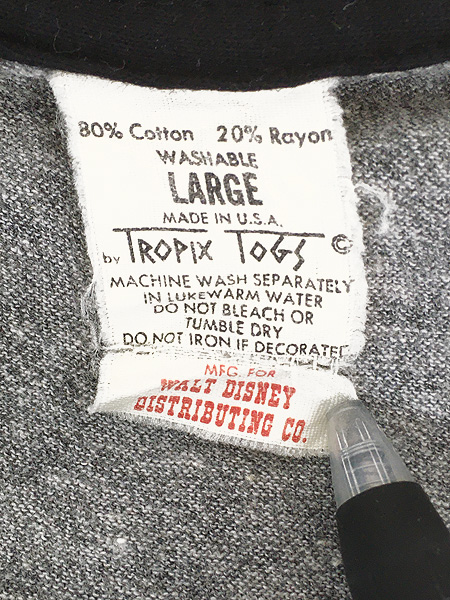 80% Cotton 20% Rayon
WASHABLE
LARGE
MADE IN U.S.A.
by TROPIX TOGS ©
MACHINE WASH SEPARATELY
IN LUKEWARM WATER
DO NOT BLEACH OR
TUMBLE DRY
DO NOT IRON IF DECORATED
MFG. FOR
WALT DISNEY
DISTRIBUTING CO.